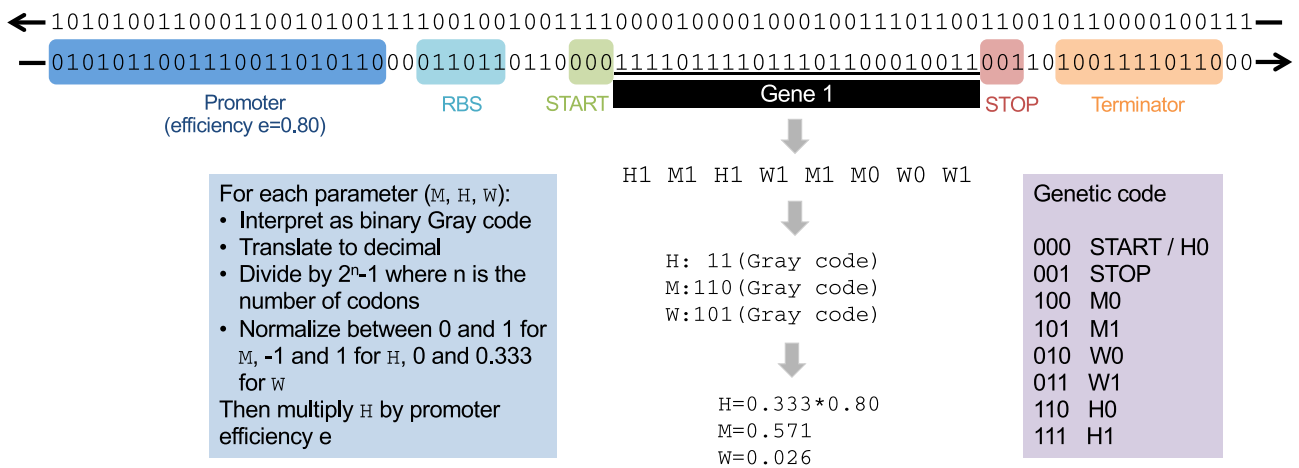 1010100110001100101001111001001001111000010000100010011101100110010110000100111
0101011001110011010110000110110110000111101111011101100010011001101001111011000
Promoter
(efficiency e=0.80)
RBS
START
Gene 1
STOP
Terminator
H1 M1 H1 W1 M1 M0 W0 W1
For each parameter (M, H, W):
• Interpret as binary Gray code
• Translate to decimal
• Divide by 2ⁿ-1 where n is the
number of codons
• Normalize between 0 and 1 for
M, -1 and 1 for H, 0 and 0.333
for W
Then multiply H by promoter
efficiency e
H: 11(Gray code)
M:110(Gray code)
W:101(Gray code)
H=0.333*0.80
M=0.571
W=0.026
Genetic code
000 START / H0
001 STOP
100 M0
101 M1
010 W0
011 W1
110 H0
111 H1